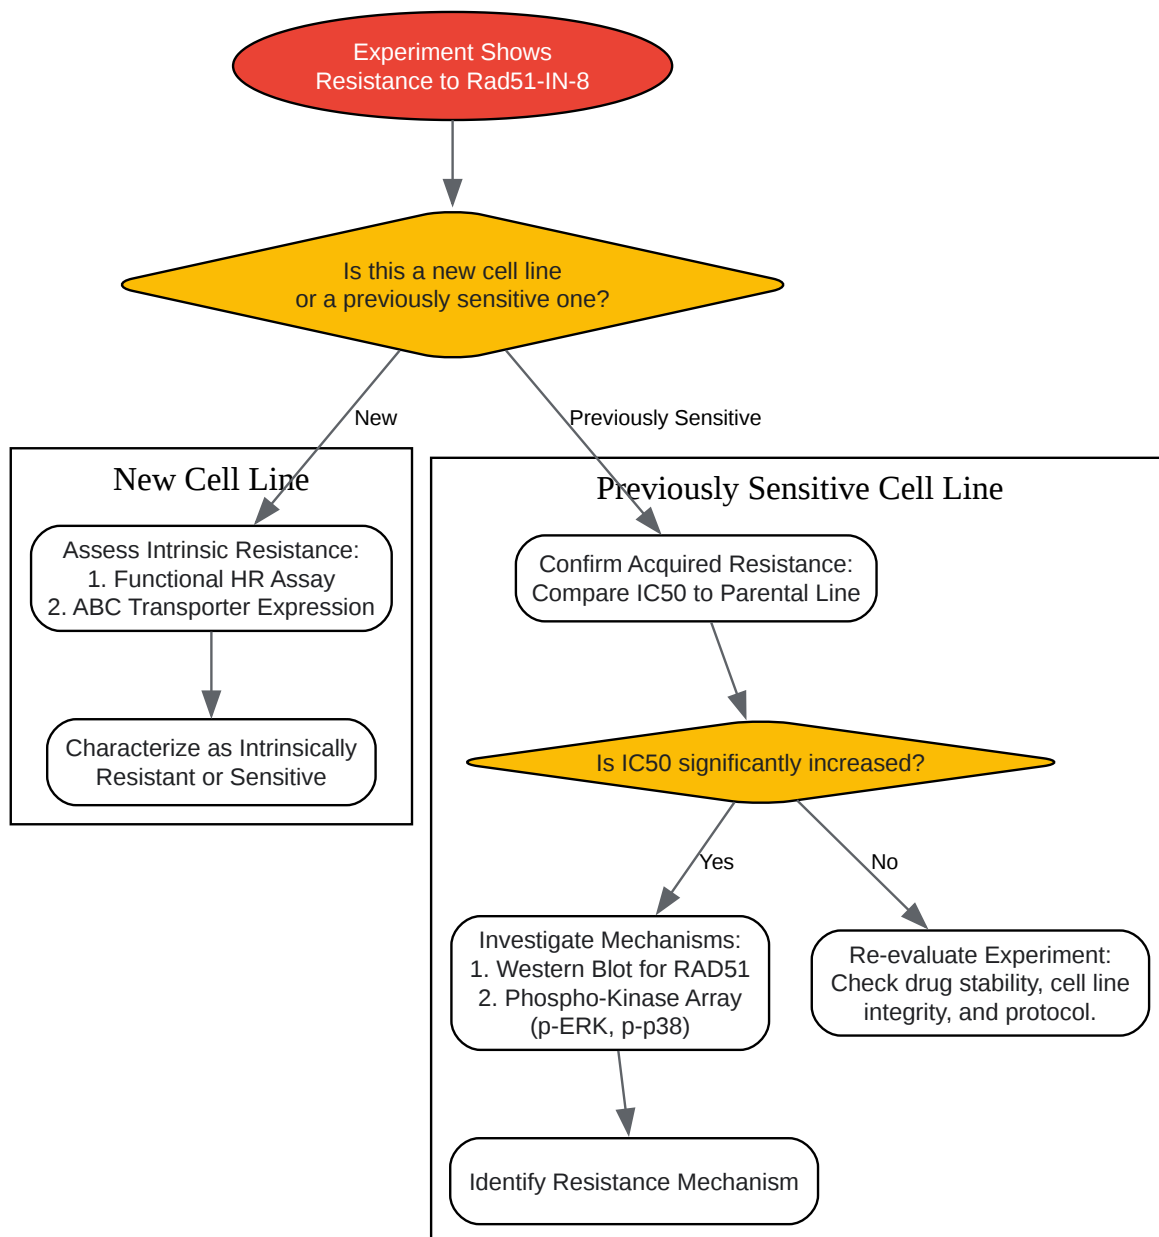 Experiment Shows
Resistance to Rad51-IN-8
Is this a new cell line
or a previously sensitive one?
New
Previously Sensitive
New Cell Line
Assess Intrinsic Resistance:
1. Functional HR Assay
2. ABC Transporter Expression
Characterize as Intrinsically
Resistant or Sensitive
Previously Sensitive Cell Line
Confirm Acquired Resistance:
Compare IC50 to Parental Line
Is IC50 significantly increased?
Yes
No
Investigate Mechanisms:
1. Western Blot for RAD51
2. Phospho-Kinase Array
(p-ERK, p-p38)
Re-evaluate Experiment:
Check drug stability, cell line
integrity, and protocol.
Identify Resistance Mechanism